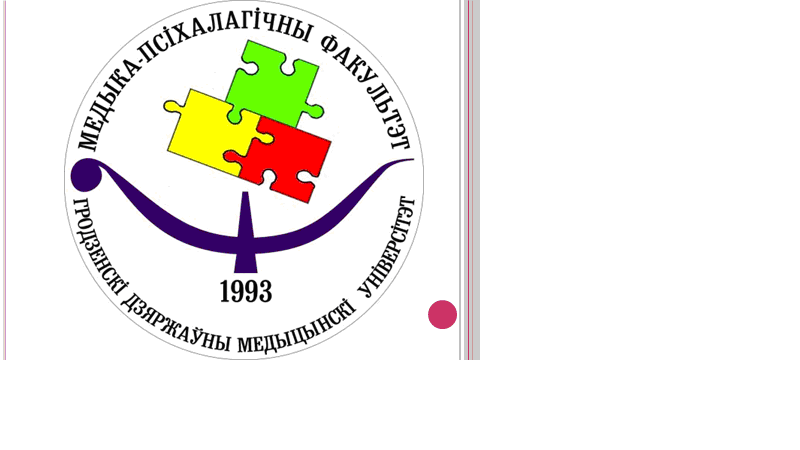 МЕДЫКА-ПСІХАЛАГІЧНЫ ФАКУЛЬТЭТ
1993
ГРОДЗЕНСКІ ДЗЯРЖАЎНЫ МЕДЫЦЫНСКІ УНІВЕРСІТЭТ